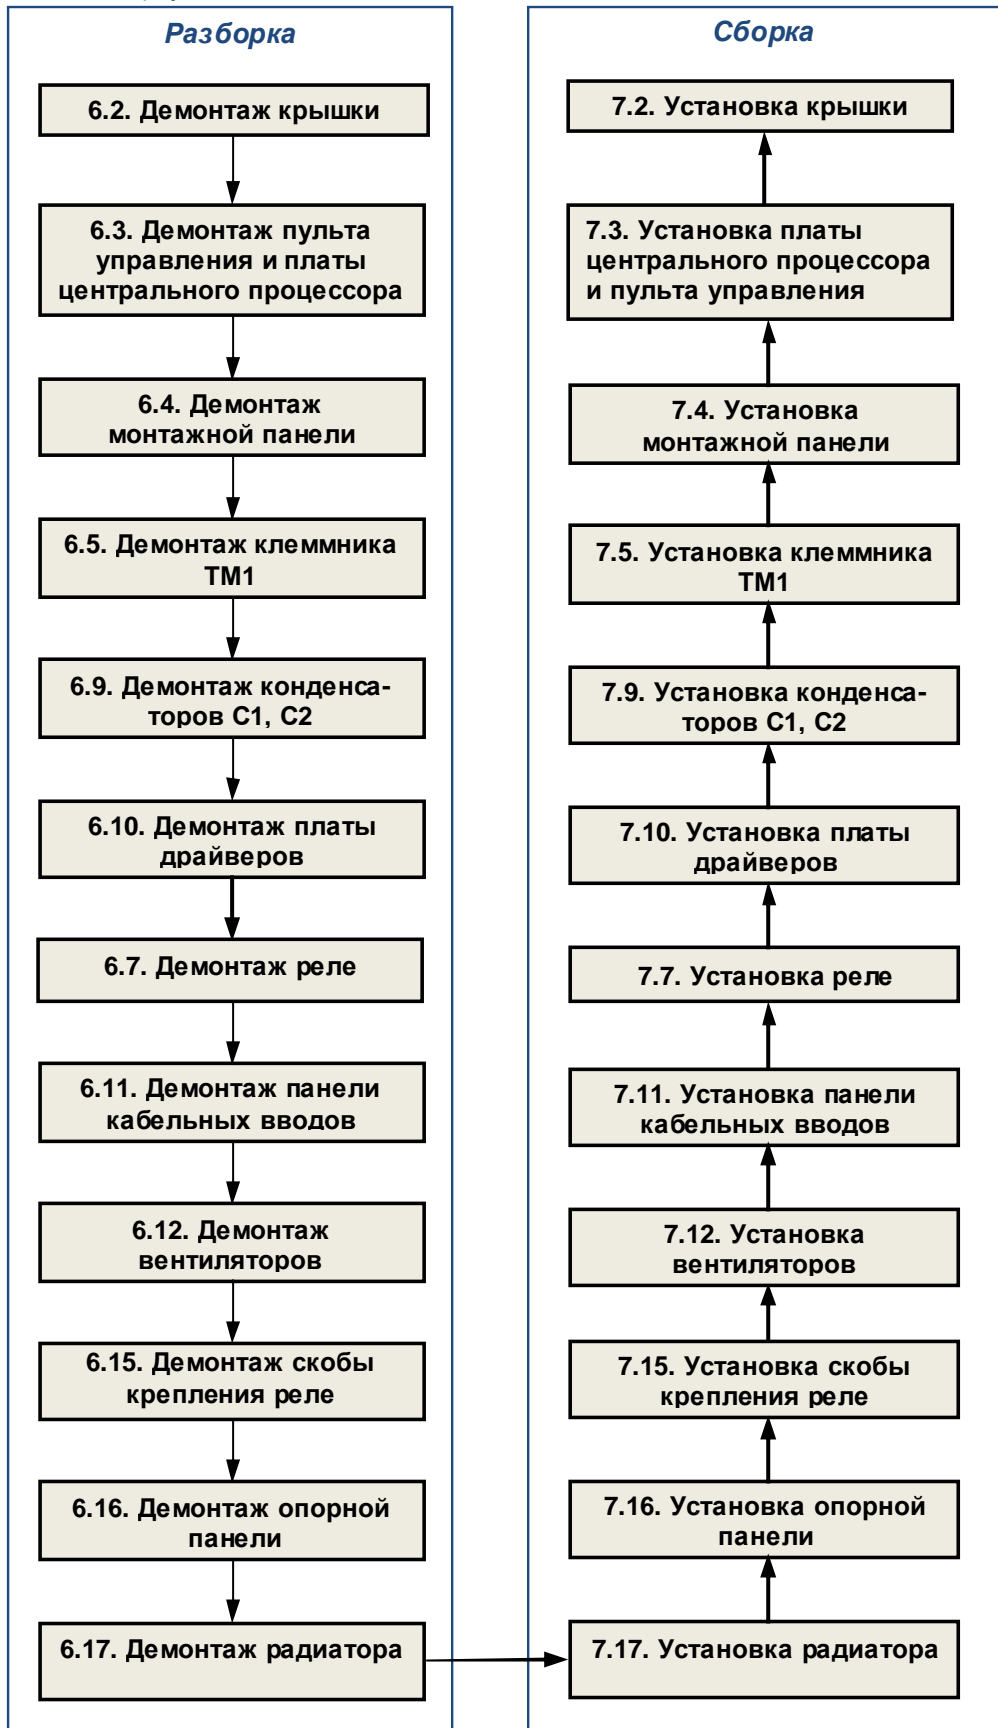 Разборка
6.2. Демонтаж крышки
6.3. Демонтаж пульта
управления и платы
центрального процессора
6.4. Демонтаж
монтажной панели
6.5. Демонтаж клеммника
ТМ1
6.9. Демонтаж конденса-
торов С1, С2
6.10. Демонтаж платы
драйверов
6.7. Демонтаж реле
6.11. Демонтаж панели
кабельных вводов
6.12. Демонтаж
вентиляторов
6.15. Демонтаж скобы
крепления реле
6.16. Демонтаж опорной
панели
6.17. Демонтаж радиатора
Сборка
7.2. Установка крышки
7.3. Установка платы
центрального процессора
и пульта управления
7.4. Установка
монтажной панели
7.5. Установка клеммника
ТМ1
7.9. Установка конденса-
торов С1, С2
7.10. Установка платы
драйверов
7.7. Установка реле
7.11. Установка панели
кабельных вводов
7.12. Установка
вентиляторов
7.15. Установка скобы
крепления реле
7.16. Установка опорной
панели
7.17. Установка радиатора